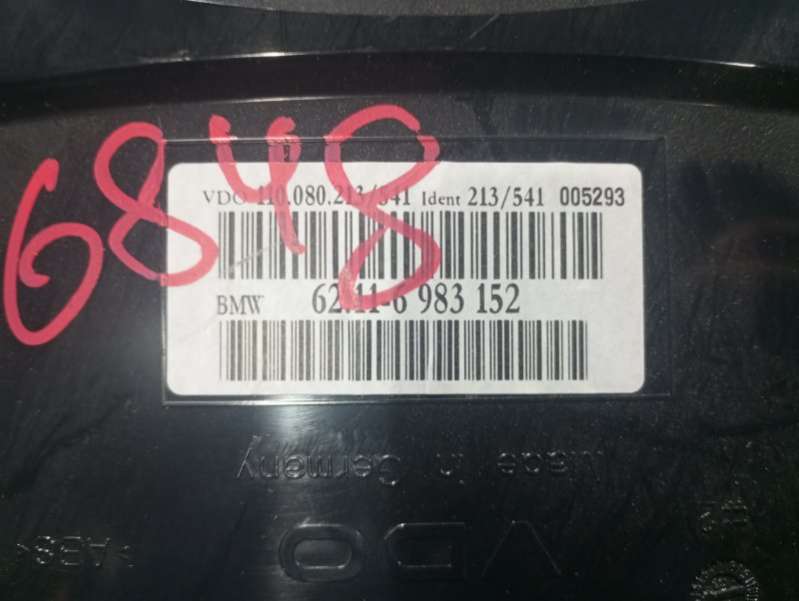 6848
VDO 110.080.213/541 Ident 213/541 005293
BMW 62.11-6 983 152
Made in Germany
VDO
>ABS<